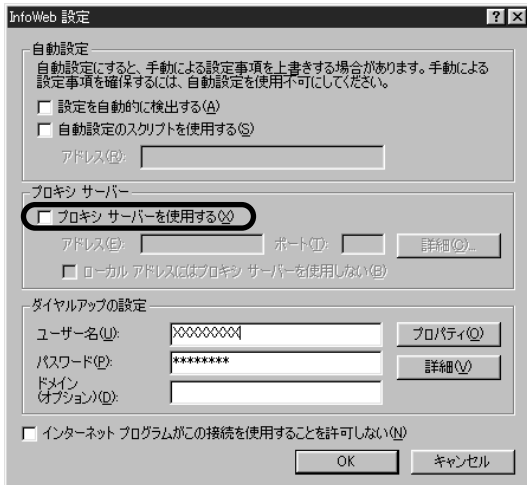 InfoWeb 設定
自動設定
自動設定にすると、手動による設定事項を上書きする場合があります。手動による
設定事項を確保するには、自動設定を使用不可にしてください。
設定を自動的に検出する(A)
自動設定のスクリプトを使用する(S)
アドレス(R):
プロキシ サーバー
プロキシ サーバーを使用する(X)
アドレス(E): ポート(T): 詳細(C)...
ローカル アドレスにはプロキシ サーバーを使用しない(B)
ダイヤルアップの設定
ユーザー名(U): XXXXXXXX プロパティ(O)
パスワード(P): ******** 詳細(V)
ドメイン
(オプション)(D):
インターネット プログラムがこの接続を使用することを許可しない(N)
OK キャンセル